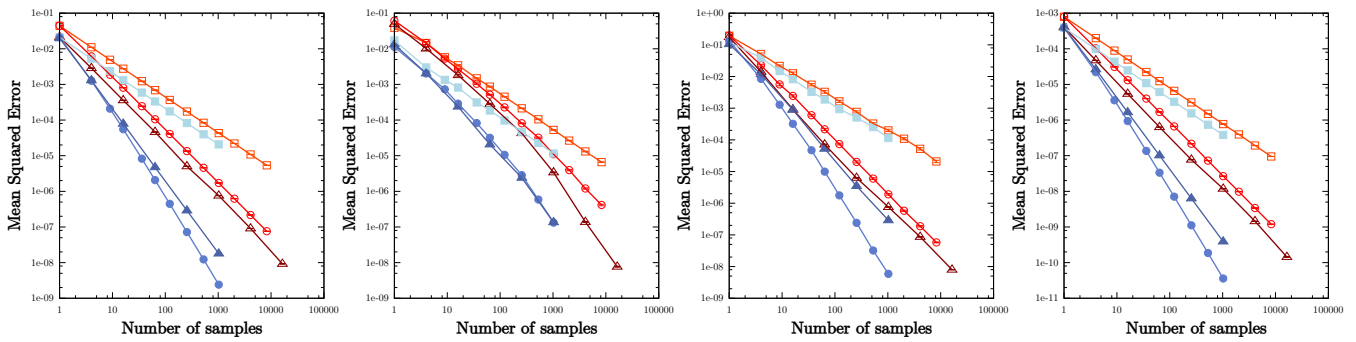 Mean Squared Error
1e-01
1e-02
1e-03
1e-04
1e-05
1e-06
1e-07
1e-08
1e-09
1
10
100
1000
10000
100000
Number of samples
Mean Squared Error
1e-01
1e-02
1e-03
1e-04
1e-05
1e-06
1e-07
1e-08
1e-09
1
10
100
1000
10000
100000
Number of samples
Mean Squared Error
1e+00
1e-01
1e-02
1e-03
1e-04
1e-05
1e-06
1e-07
1e-08
1e-09
1
10
100
1000
10000
100000
Number of samples
Mean Squared Error
1e-03
1e-04
1e-05
1e-06
1e-07
1e-08
1e-09
1e-10
1e-11
1
10
100
1000
10000
100000
Number of samples